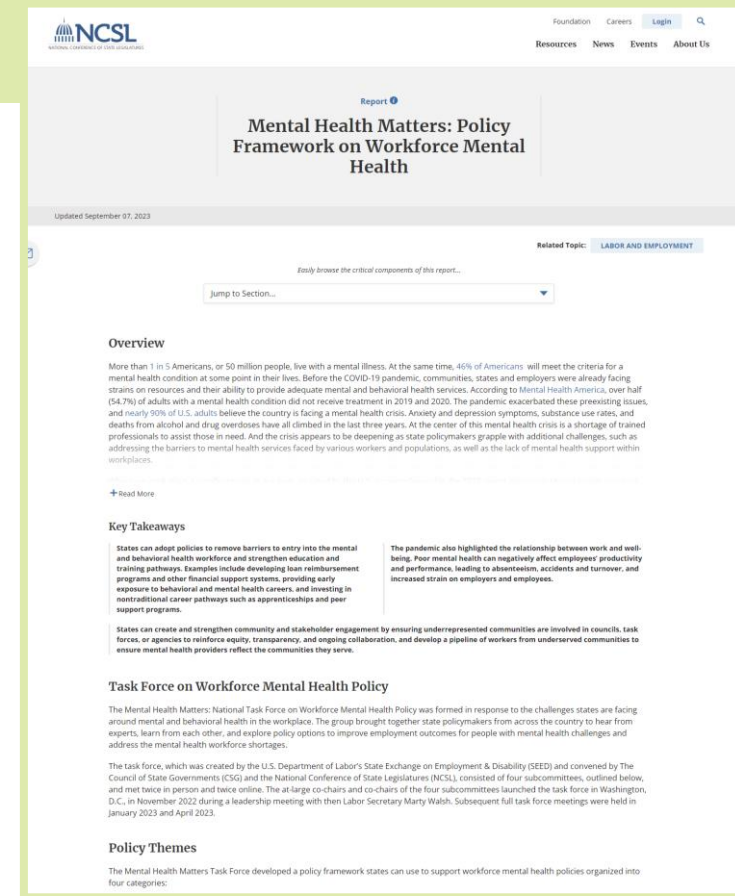 NCSL
NATIONAL CONFERENCE OF STATE LEGISLATURES
Foundation Careers Login
Resources News Events About Us
Report
Mental Health Matters: Policy
Framework on Workforce Mental
Health
Updated September 07, 2023
Related Topic: LABOR AND EMPLOYMENT
Easily browse the critical components of this report...
Jump to Section...
Overview
More than 1 in 5 Americans, or 50 million people, live with a mental illness. At the same time, 46% of Americans will meet the criteria for a
mental health condition at some point in their lives. Before the COVID-19 pandemic, communities, states and employers were already facing
strains on resources and their ability to provide adequate mental and behavioral health services. According to Mental Health America, over half
(54.7%) of adults with a mental health condition did not receive treatment in 2019 and 2020. The pandemic exacerbated these preexisting issues,
and nearly 90% of U.S. adults believe the country is facing a mental health crisis. Anxiety and depression symptoms, substance use rates, and
deaths from alcohol and drug overdoses have all climbed in the last three years. At the center of this mental health crisis is a shortage of trained
professionals to assist those in need. And the crisis appears to be deepening as state policymakers grapple with additional challenges, such as
addressing the barriers to mental health services faced by various workers and populations, as well as the lack of mental health support within
workplaces.
+ Read More
Key Takeaways
States can adopt policies to remove barriers to entry into the mental
and behavioral health workforce and strengthen education and
training pathways. Examples include developing loan reimbursement
programs and other financial support systems, providing early
exposure to behavioral and mental health careers, and investing in
nontraditional career pathways such as apprenticeships and peer
support programs.
The pandemic also highlighted the relationship between work and well-
being. Poor mental health can negatively affect employees' productivity
and performance, leading to absenteeism, accidents and turnover, and
increased strain on employers and employees.
States can create and strengthen community and stakeholder engagement by ensuring underrepresented communities are involved in councils, task
forces, or agencies to reinforce equity, transparency, and ongoing collaboration, and develop a pipeline of workers from underserved communities to
ensure mental health providers reflect the communities they serve.
Task Force on Workforce Mental Health Policy
The Mental Health Matters: National Task Force on Workforce Mental Health Policy was formed in response to the challenges states are facing
around mental and behavioral health in the workplace. The group brought together state policymakers from across the country to hear from
experts, learn from each other, and explore policy options to improve employment outcomes for people with mental health challenges and
address the mental health workforce shortages.
The task force, which was created by the U.S. Department of Labor's State Exchange on Employment & Disability (SEED) and convened by The
Council of State Governments (CSG) and the National Conference of State Legislatures (NCSL), consisted of four subcommittees, outlined below,
and met twice in person and twice online. The at-large co-chairs and co-chairs of the four subcommittees launched the task force in Washington,
D.C., in November 2022 during a leadership meeting with then Labor Secretary Marty Walsh. Subsequent full task force meetings were held in
January 2023 and April 2023.
Policy Themes
The Mental Health Matters Task Force developed a policy framework states can use to support workforce mental health policies organized into
four categories: